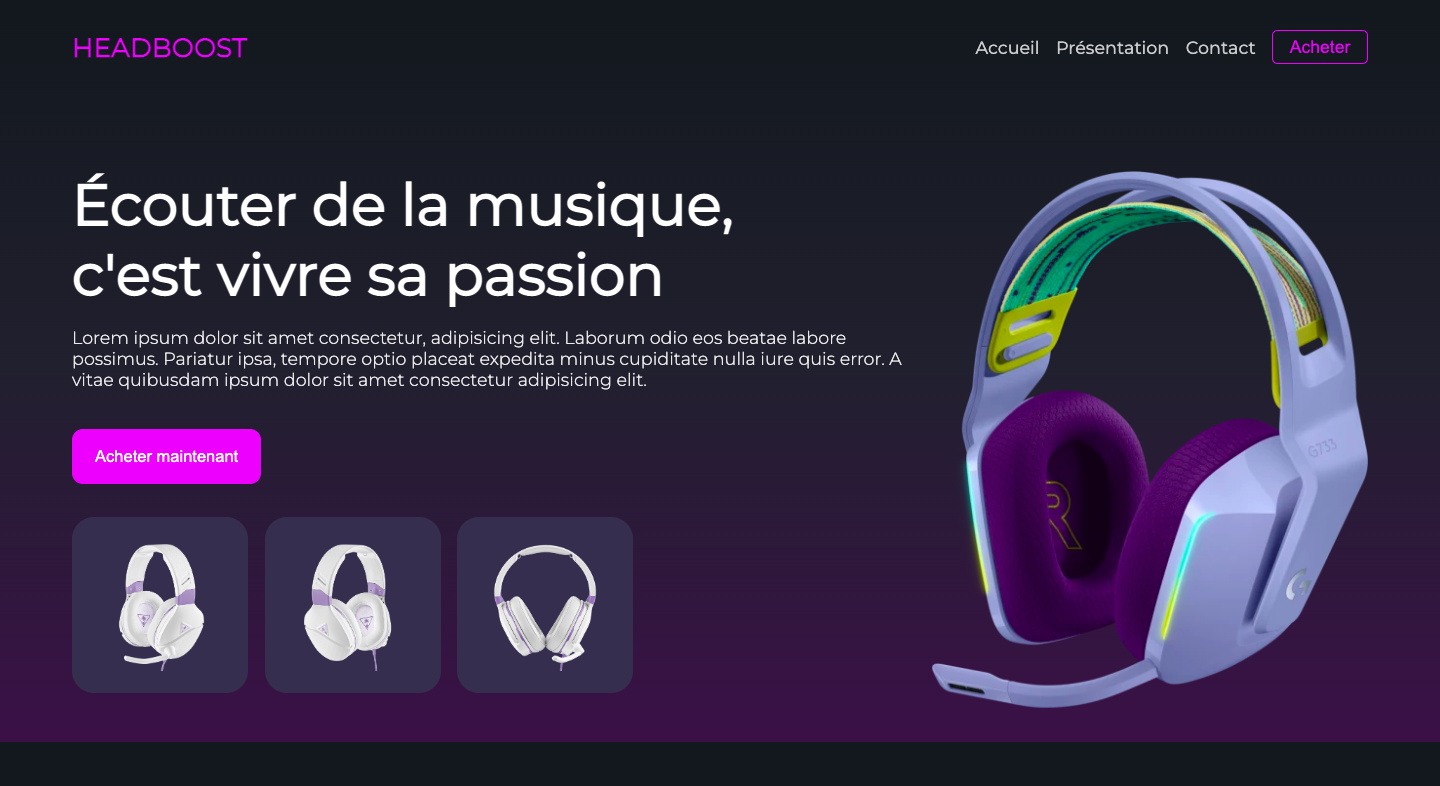 HEADBOOST
Accueil Présentation Contact Acheter
Écouter de la musique,
c'est vivre sa passion
Lorem ipsum dolor sit amet consectetur, adipisicing elit. Laborum odio eos beatae labore
possimus. Pariatur ipsa, tempore optio placeat expedita minus cupiditate nulla iure quis error. A
vitae quibusdam ipsum dolor sit amet consectetur adipisicing elit.
Acheter maintenant
G733
R
G